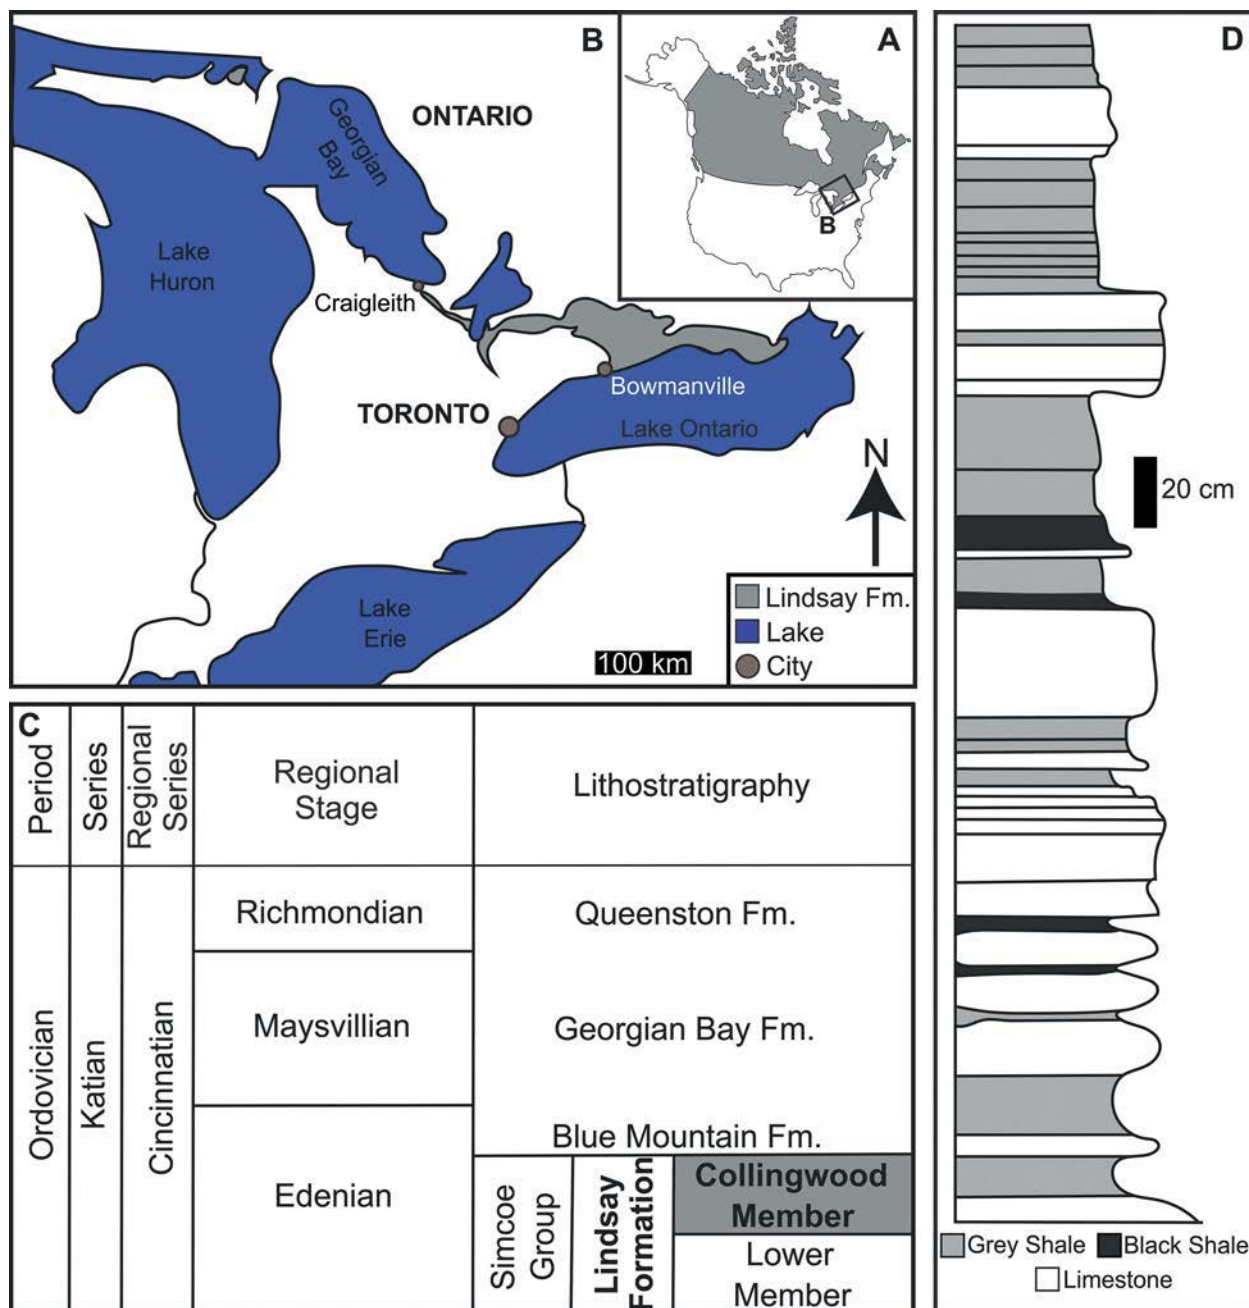 B
ONTARIO
Georgian
Bay
Lake
Huron
Craigleith
TORONTO
Bowmanville
Lake Ontario
N
Lake
Erie
100 km
Lindsay Fm.
Lake
City
A
B
C
Period
Series
Regional
Series
Regional
Stage
Lithostratigraphy
Ordovician
Katian
Cincinnatian
Richmondian
Queenston Fm.
Maysvillian
Georgian Bay Fm.
Edenian
Blue Mountain Fm.
Simcoe
Group
Lindsay
Formation
Collingwood
Member
Lower
Member
D
20 cm
Grey Shale
Black Shale
Limestone